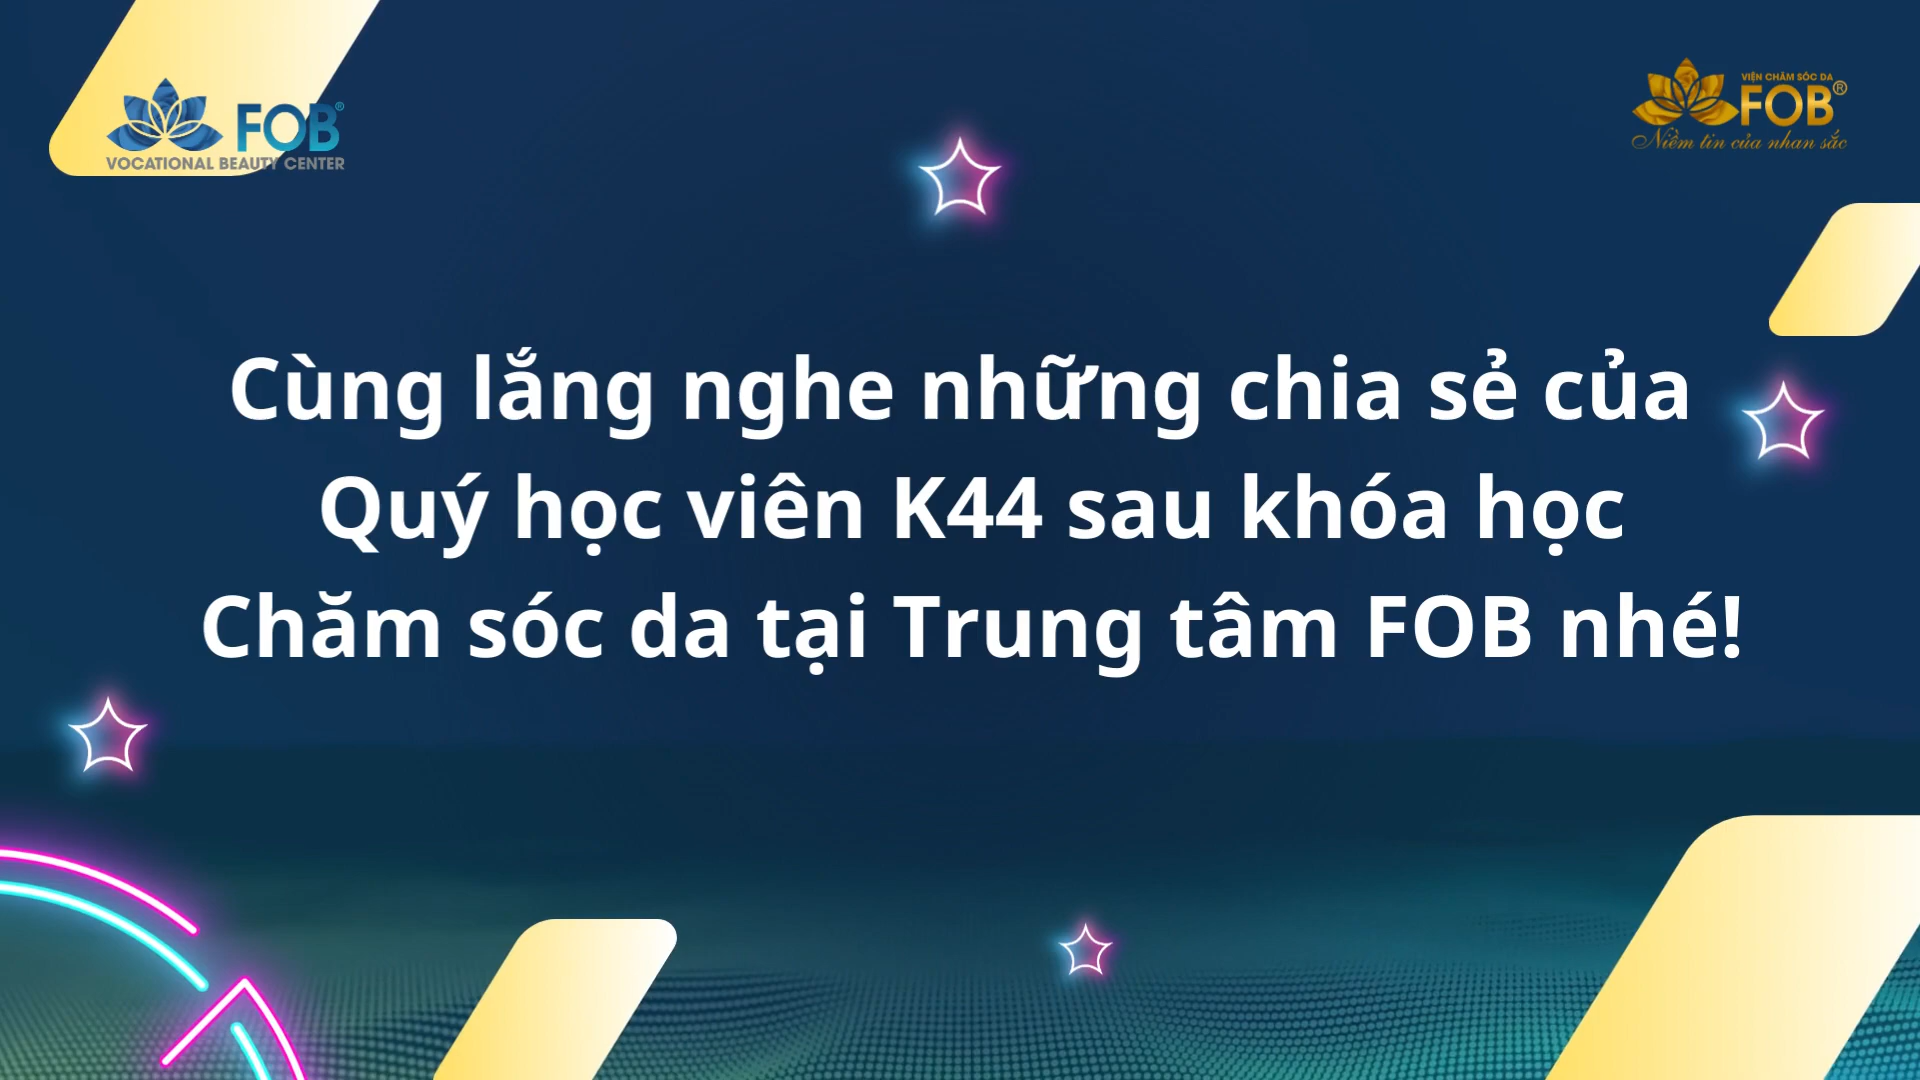 FOB®
VOCATIONAL BEAUTY CENTER
VIỆN CHĂM SÓC DA
FOB®
Niềm tin của nhan sắc
Cùng lắng nghe những chia sẻ của
Quý học viên K44 sau khóa học
Chăm sóc da tại Trung tâm FOB nhé!